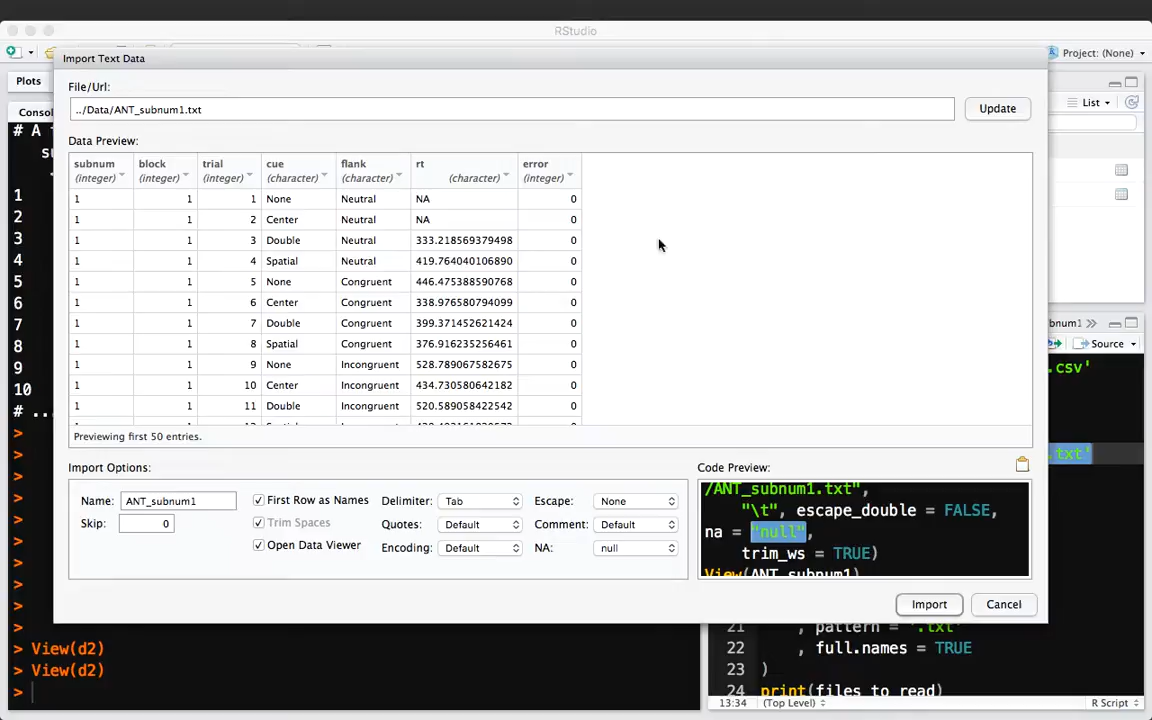 RStudio
Project: (None)
Plots
Import Text Data
File/Url:
../Data/ANT_subnum1.txt
Update
List
Data Preview:
Console
# A t
su
subnum block trial cue flank rt error
(integer) (integer) (integer) (character) (character) (character) (integer)
1 1 1 None Neutral NA 0
1 1 2 Center Neutral NA 0
1 1 3 Double Neutral 333.218569379498 0
1 1 4 Spatial Neutral 419.764040106890 0
1 1 5 None Congruent 446.475388590768 0
1 1 6 Center Congruent 338.976580794099 0
1 1 7 Double Congruent 399.371452621424 0
1 1 8 Spatial Congruent 376.916235256461 0
1 1 9 None Incongruent 528.789067582675 0
1 1 10 Center Incongruent 434.730580642182 0
1 1 11 Double Incongruent 520.589058422542 0
1
2
3
4
5
6
7
8
9
10
# ..
Previewing first 50 entries.
bnum1
Source
.csv'
.txt'
Import Options:
Name: ANT_subnum1
Skip: 0
First Row as Names
Trim Spaces
Open Data Viewer
Delimiter: Tab
Quotes: Default
Encoding: Default
Escape: None
Comment: Default
NA: null
Code Preview:
/ANT_subnum1.txt",
"\t", escape_double = FALSE,
na = "null",
trim_ws = TRUE)
View(ANT_subnum1)
Import
Cancel
>
>
>
>
>
>
>
>
>
>
> View(d2)
> View(d2)
>
21 , pattern = '.txt'
22 , full.names = TRUE
23 )
24 print(files_to_read)
13:34 (Top Level) R Script